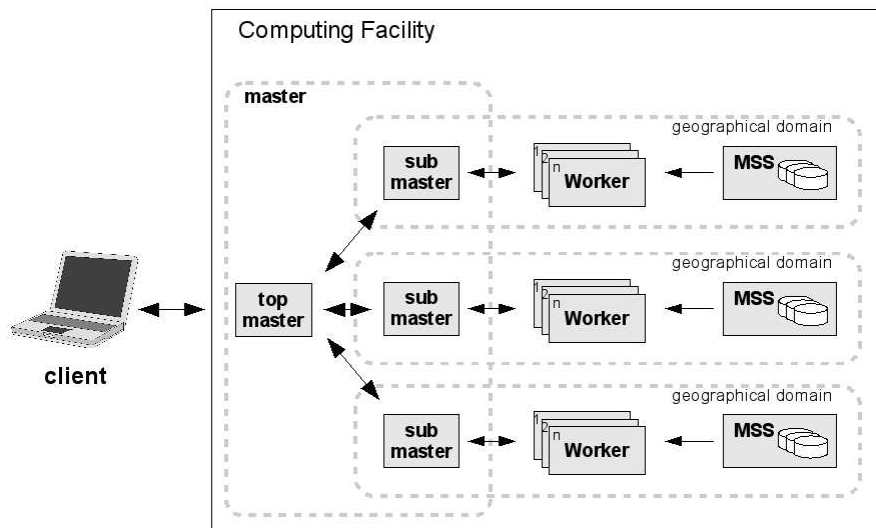 Computing Facility
master
geographical domain
sub
master
1
2
n
Worker
MSS
geographical domain
top
master
sub
master
1
2
n
Worker
MSS
client
geographical domain
sub
master
1
2
n
Worker
MSS